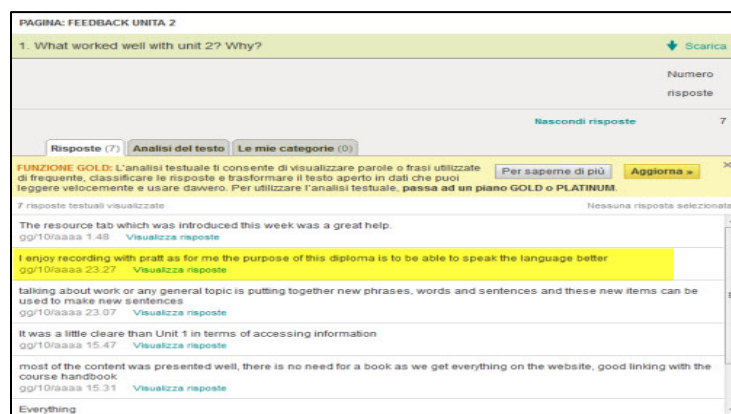 PAGINA: FEEDBACK UNITA 2
1. What worked well with unit 2? Why?
Scarica
Numero
risposte
Nascondi risposte 7
Risposte (7) Analisi del testo Le mie categorie (0)
FUNZIONE GOLD: L'analisi testuale ti consente di visualizzare parole o frasi utilizzate
di frequente, classificare le risposte e trasformare il testo aperto in dati che puoi
leggere velocemente e usare davvero. Per utilizzare l'analisi testuale, passa ad un piano GOLD o PLATINUM.
Per saperne di più Aggiorna »
7 risposte testuali visualizzate Nessuna risposta selezionata
The resource tab which was introduced this week was a great help.
gg/10/aaaa 1.48 Visualizza risposte
I enjoy recording with pratt as for me the purpose of this diploma is to be able to speak the language better
gg/10/aaaa 23.27 Visualizza risposte
talking about work or any general topic is putting together new phrases, words and sentences and these new items can be
used to make new sentences
gg/10/aaaa 23.07 Visualizza risposte
It was a little cleare than Unit 1 in terms of accessing information
gg/10/aaaa 15.47 Visualizza risposte
most of the content was presented well, there is no need for a book as we get everything on the website, good linking with the
course handbook
gg/10/aaaa 15.31 Visualizza risposte
Everything